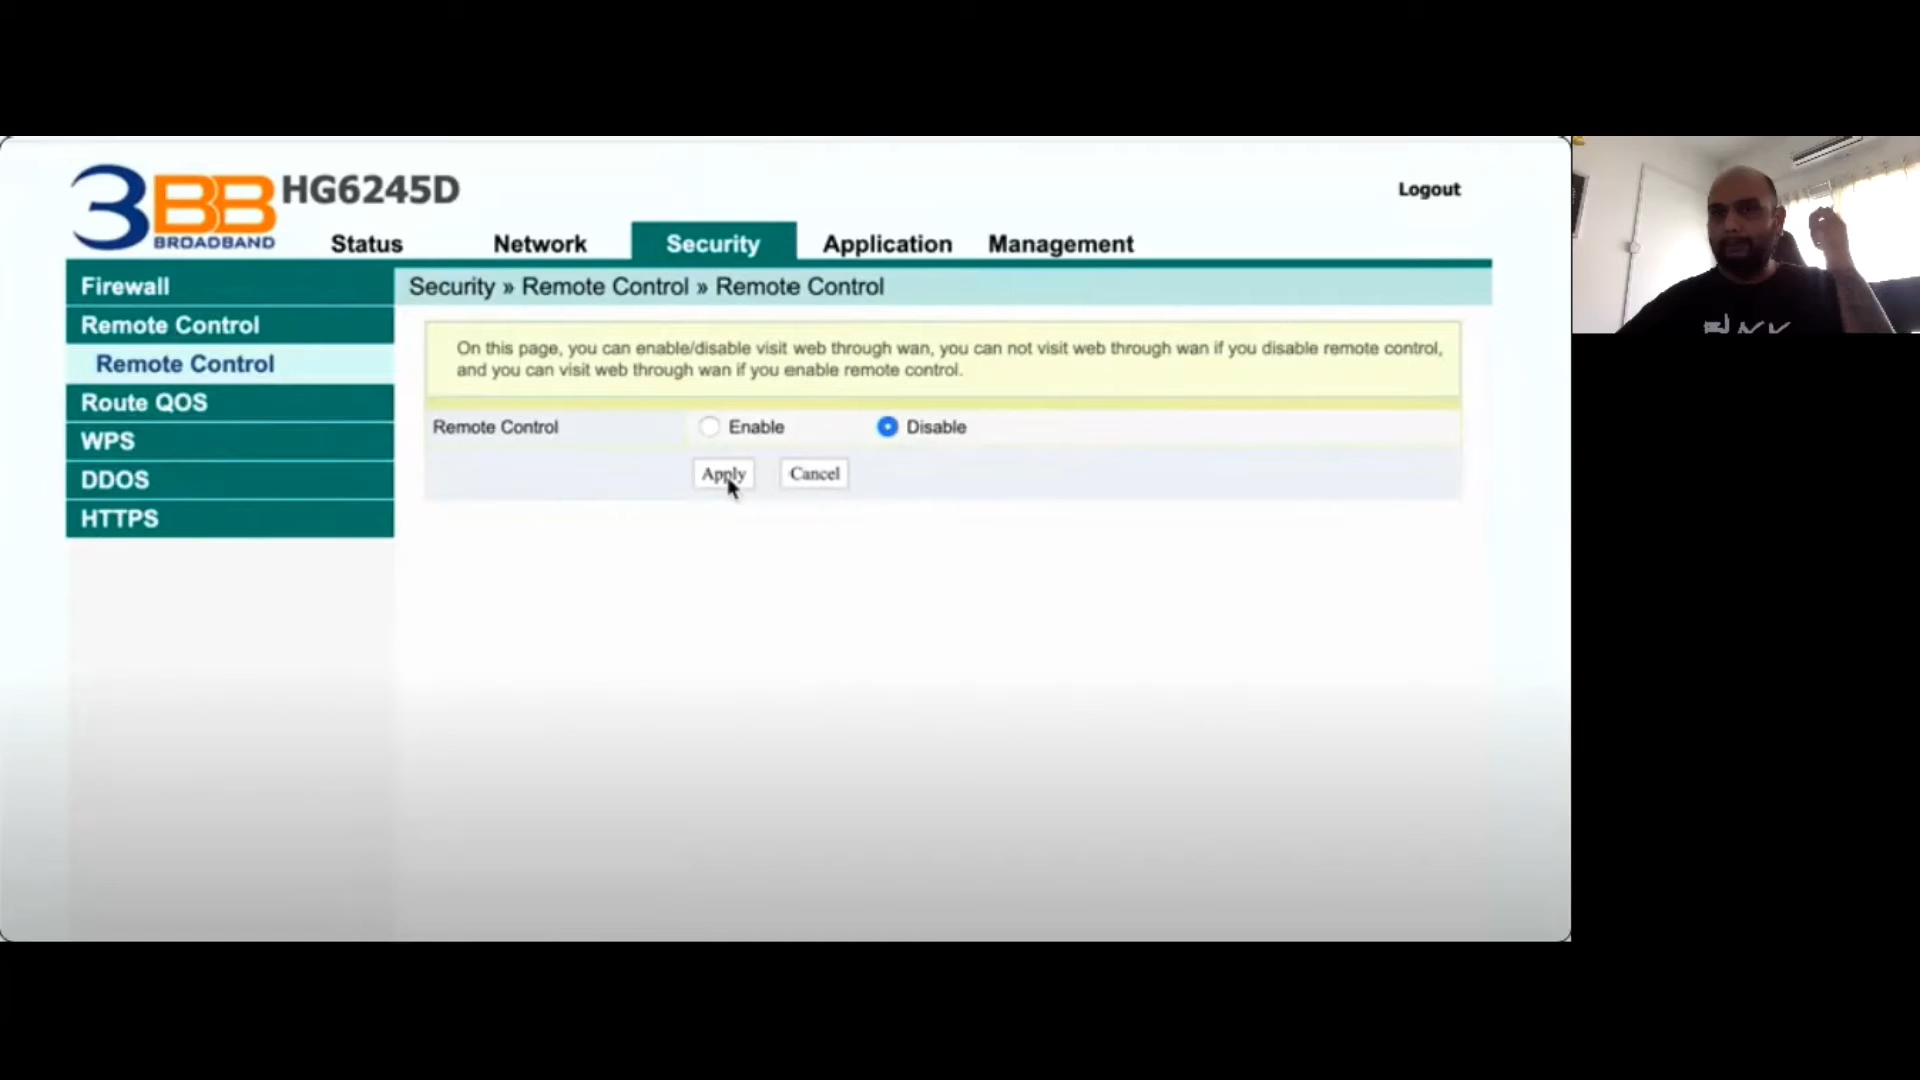 3BB
BROADBAND
HG6245D
Logout
Status Network Security Application Management
Firewall
Remote Control
Remote Control
Route QOS
WPS
DDOS
HTTPS
Security » Remote Control » Remote Control
On this page, you can enable/disable visit web through wan, you can not visit web through wan if you disable remote control,
and you can visit web through wan if you enable remote control.
Remote Control Enable Disable
Apply Cancel